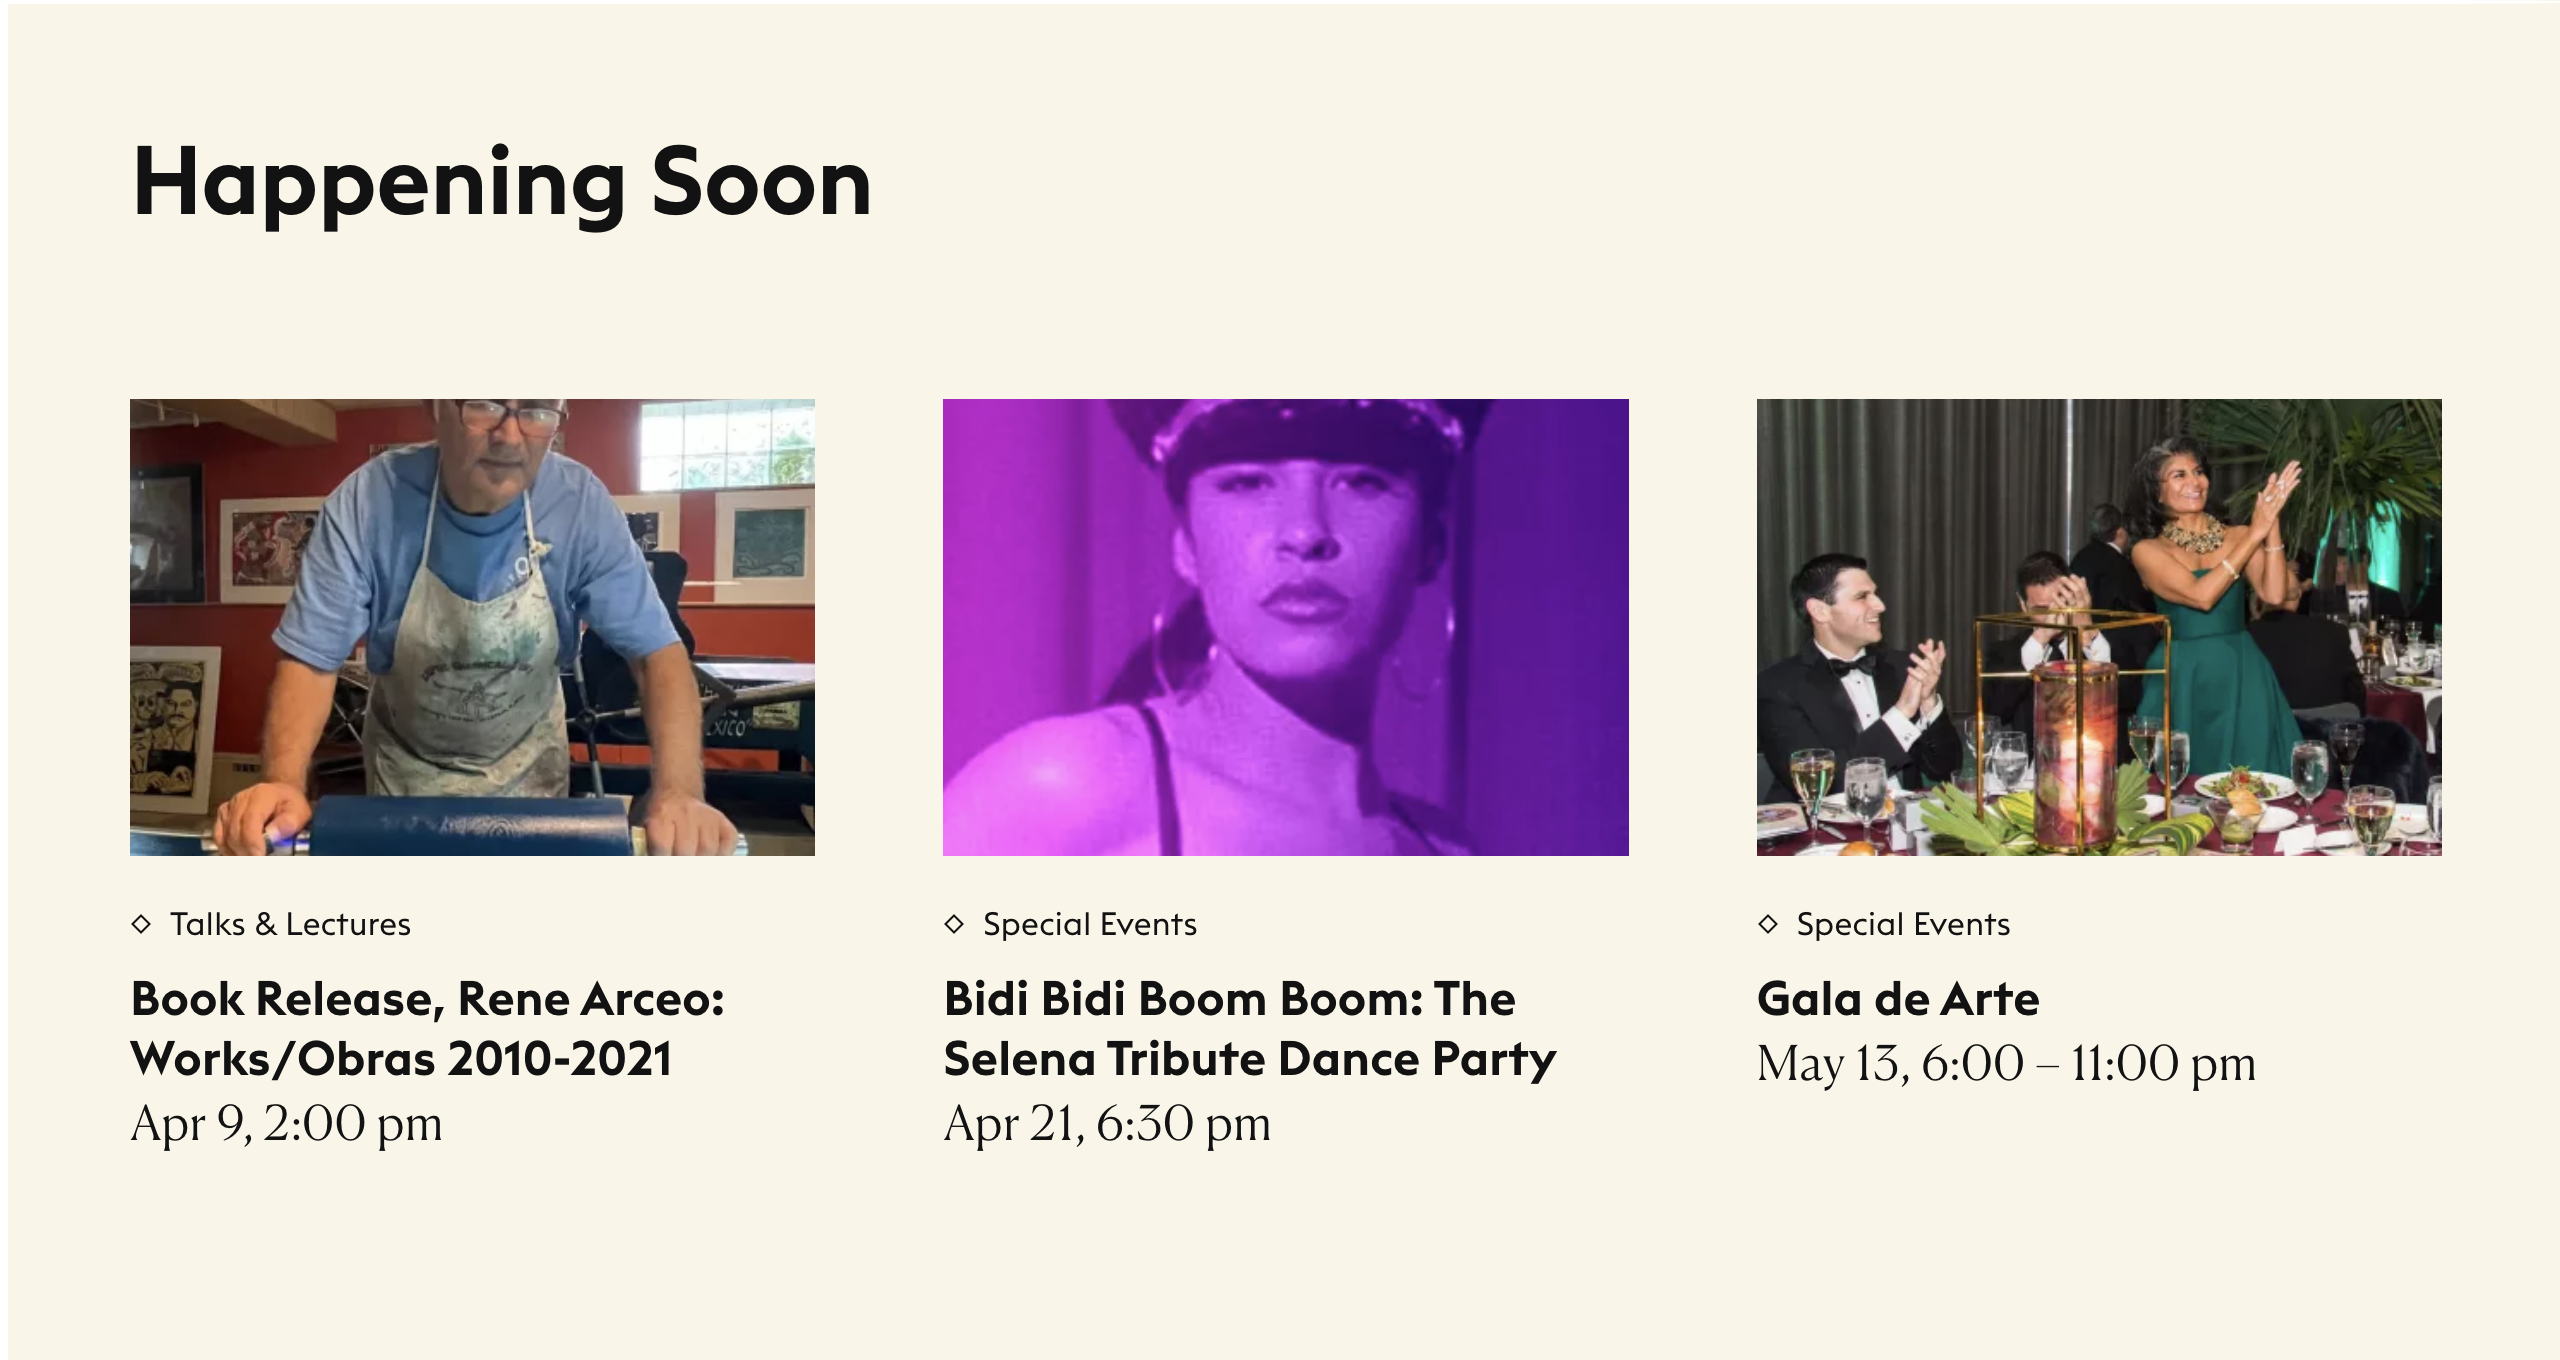 Happening Soon
Talks & Lectures
Book Release, Rene Arceo:
Works/Obras 2010-2021
Apr 9, 2:00 pm
Special Events
Bidi Bidi Boom Boom: The
Selena Tribute Dance Party
Apr 21, 6:30 pm
Special Events
Gala de Arte
May 13, 6:00 – 11:00 pm